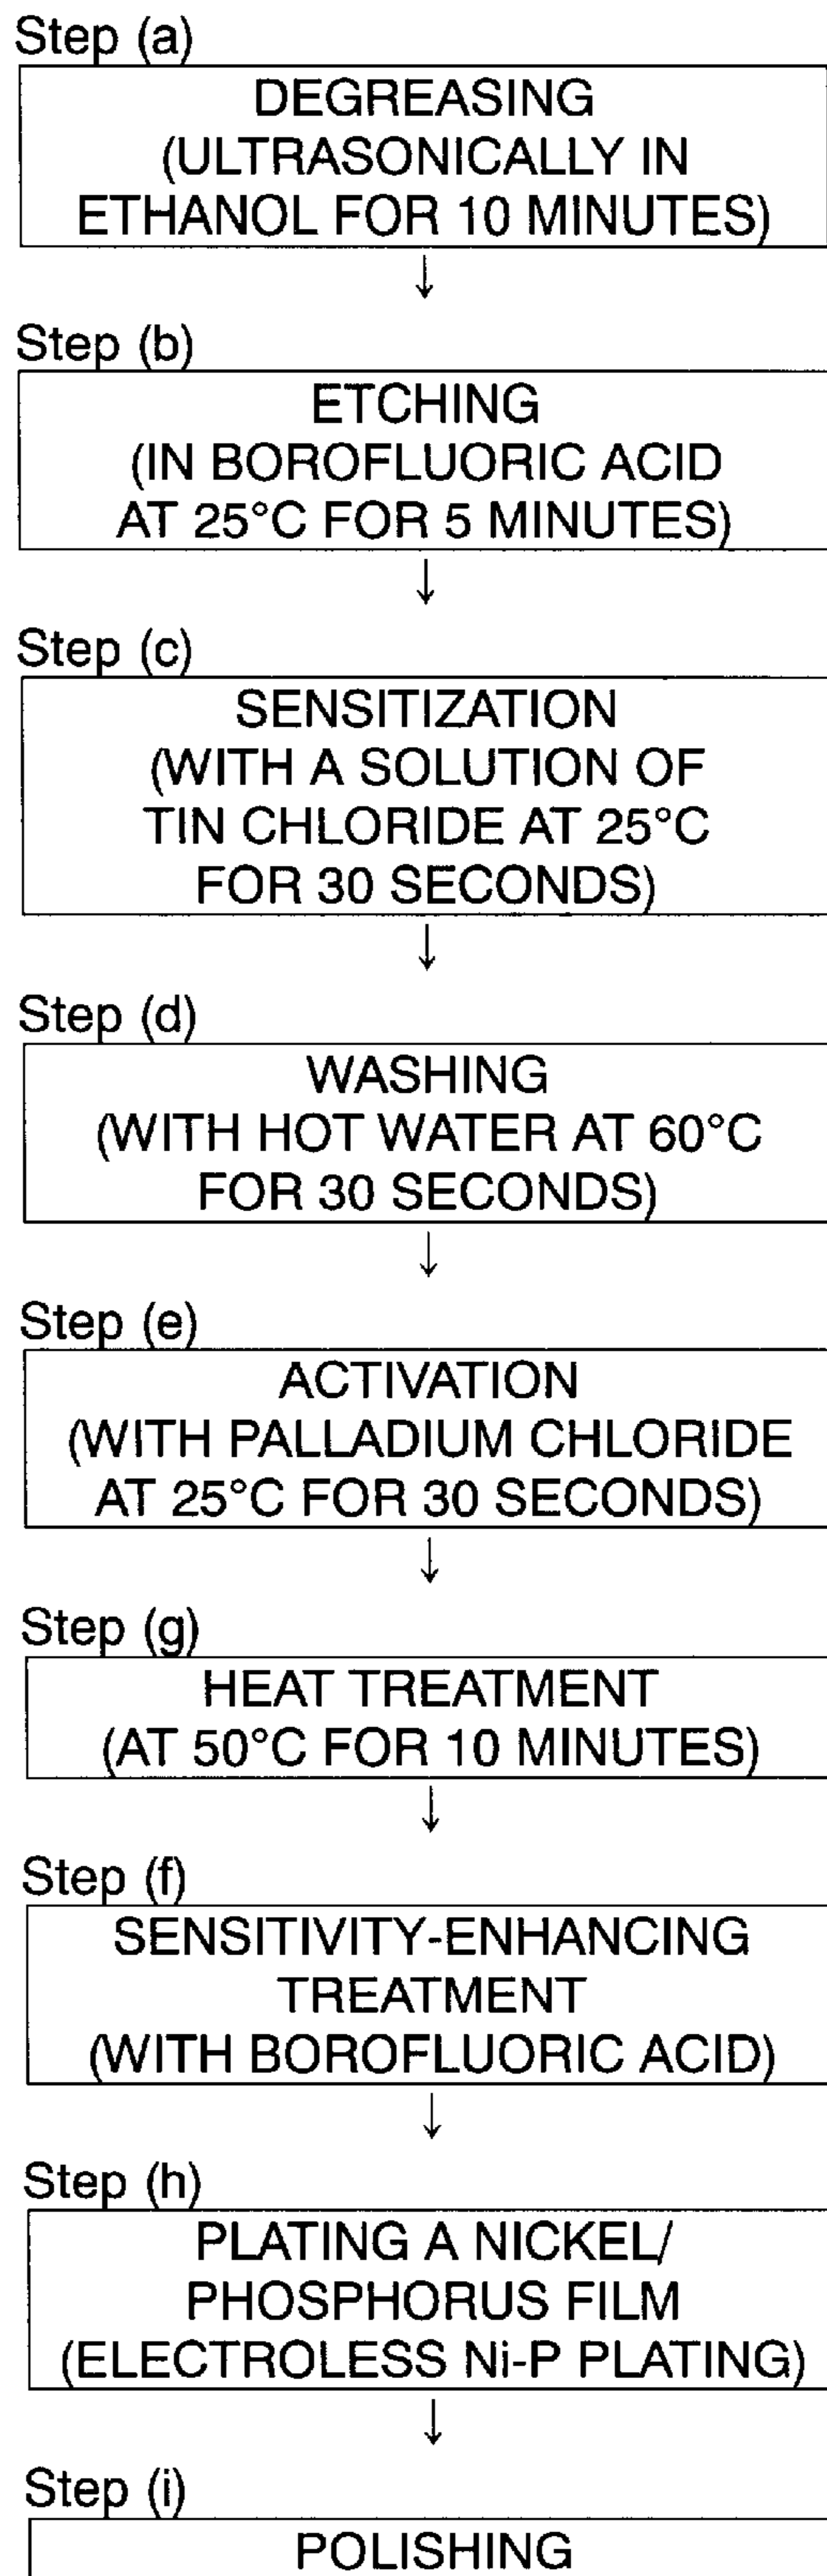 Step (a)
DEGREASING
(ULTRASONICALLY IN
ETHANOL FOR 10 MINUTES)
↓
Step (b)
ETCHING
(IN BOROFLUORIC ACID
AT 25°C FOR 5 MINUTES)
↓
Step (c)
SENSITIZATION
(WITH A SOLUTION OF
TIN CHLORIDE AT 25°C
FOR 30 SECONDS)
↓
Step (d)
WASHING
(WITH HOT WATER AT 60°C
FOR 30 SECONDS)
↓
Step (e)
ACTIVATION
(WITH PALLADIUM CHLORIDE
AT 25°C FOR 30 SECONDS)
↓
Step (g)
HEAT TREATMENT
(AT 50°C FOR 10 MINUTES)
↓
Step (f)
SENSITIVITY-ENHANCING
TREATMENT
(WITH BOROFLUORIC ACID)
↓
Step (h)
PLATING A NICKEL/
PHOSPHORUS FILM
(ELECTROLESS Ni-P PLATING)
↓
Step (i)
POLISHING